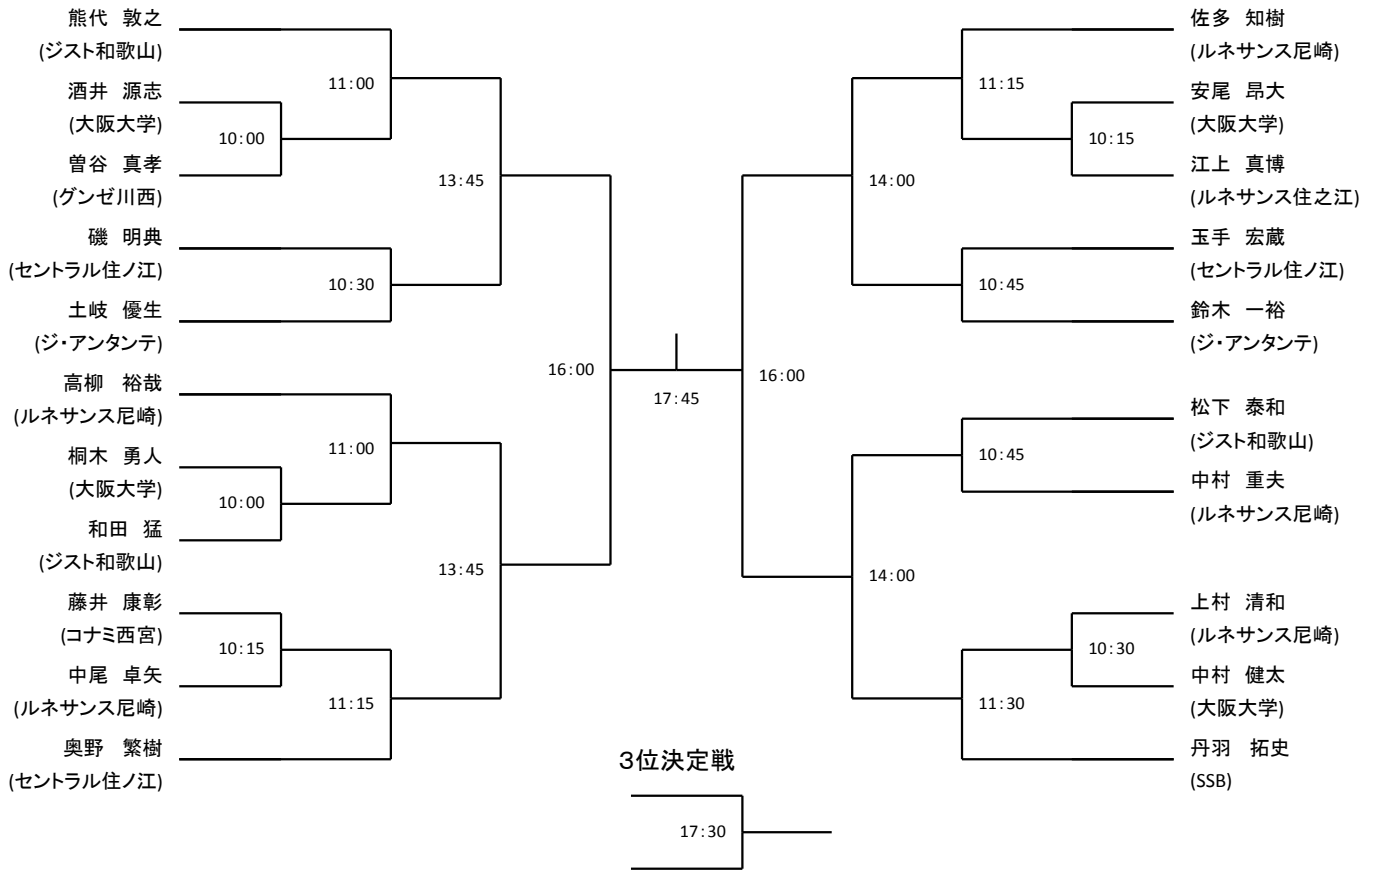 熊代　敦之
(ジスト和歌山)
11:00
酒井　源志
(大阪大学)
10:00
曽谷　真孝
(グンゼ川西)
13:45
磯　明典
(セントラル住ノ江)
10:30
土岐　優生
(ジ・アンタンテ)
16:00
高柳　裕哉
(ルネサンス尼崎)
11:00
桐木　勇人
(大阪大学)
10:00
和田　猛
(ジスト和歌山)
13:45
藤井　康彰
(コナミ西宮)
10:15
中尾　卓矢
(ルネサンス尼崎)
11:15
奥野　繁樹
(セントラル住ノ江)
17:45
佐多　知樹
(ルネサンス尼崎)
11:15
安尾　昂大
(大阪大学)
10:15
江上　真博
(ルネサンス住之江)
14:00
玉手　宏蔵
(セントラル住ノ江)
10:45
鈴木　一裕
(ジ・アンタンテ)
16:00
松下　泰和
(ジスト和歌山)
10:45
中村　重夫
(ルネサンス尼崎)
14:00
上村　清和
(ルネサンス尼崎)
10:30
中村　健太
(大阪大学)
11:30
丹羽　拓史
(SSB)
３位決定戦
17:30